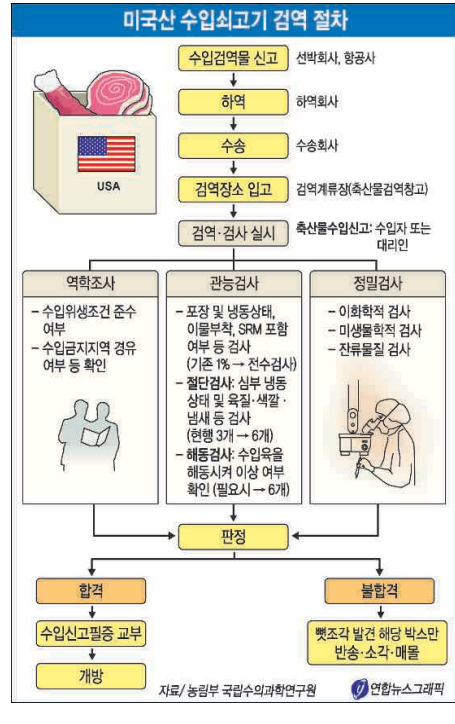 미국산 수입쇠고기 검역 절차
수입검역물 신고 선박회사, 항공사
하역 하역회사
수송 수송회사
검역장소 입고 검역계류장(축산물검역창고)
검역·검사 실시 축산물수입신고: 수입자 또는
대리인
USA
역학조사
– 수입위생조건 준수
여부
– 수입금지지역 경유
여부 등 확인
관능검사
– 포장 및 냉동상태,
이물부착, SRM 포함
여부 등 검사
(기존 1% → 전수검사)
– 절단검사: 심부 냉동
상태 및 육질·색깔·
냄새 등 검사
(현행 3개 → 6개)
– 해동검사: 수입육을
해동시켜 이상 여부
확인 (필요시 → 6개)
정밀검사
– 이화학적 검사
– 미생물학적 검사
– 잔류물질 검사
판정
합격
수입신고필증 교부
개방
불합격
뼛조각 발견 해당 박스만
반송·소각·매몰
자료/ 농림부 국립수의과학연구원
연합뉴스그래픽